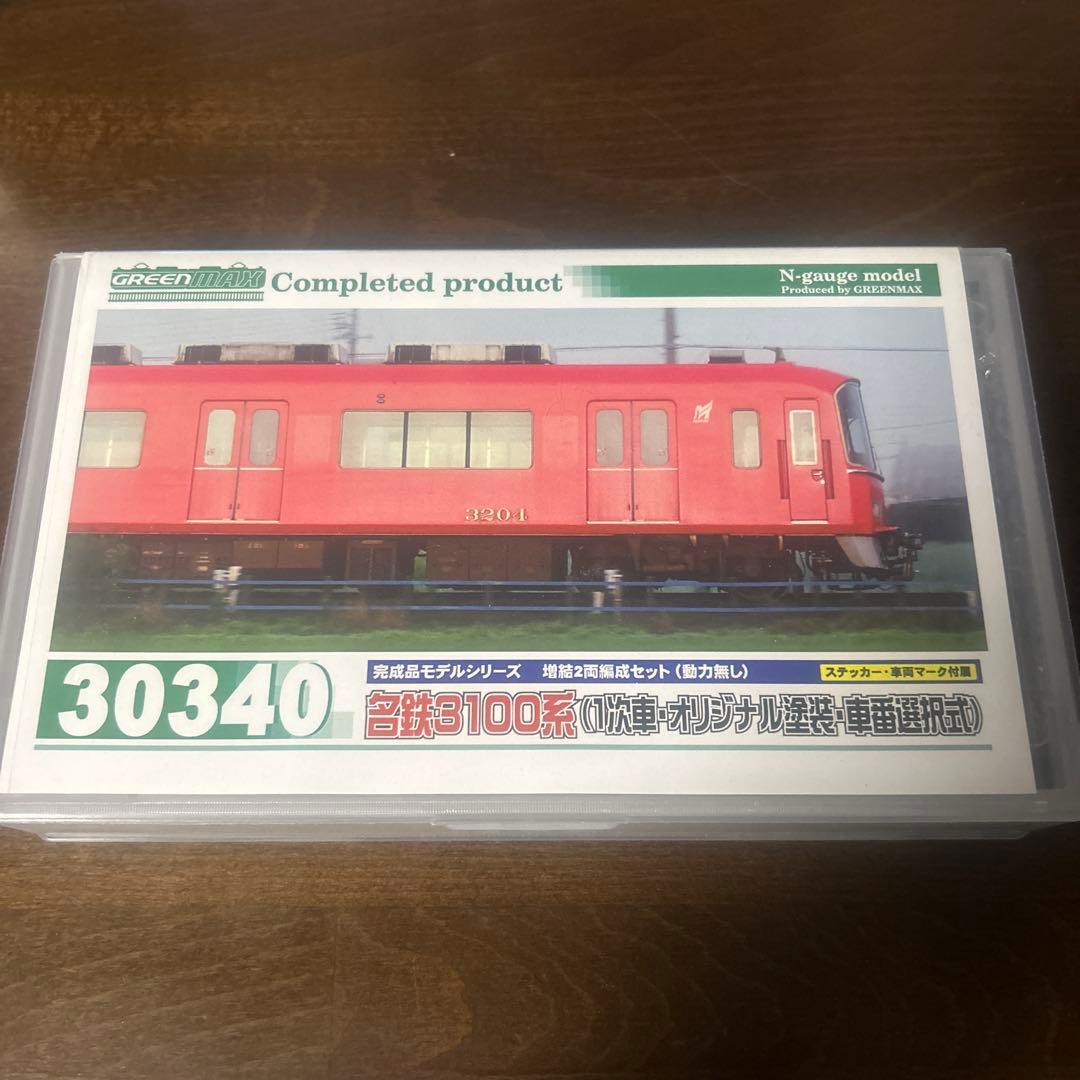 GREENMAX Completed product
N-gauge model
Produced by GREENMAX
3204
30340
完成品モデルシリーズ 増結2両編成セット(動力無し)
ステッカー・車両マーク付属
名鉄3100系(1次車・オリジナル塗装・車番選択式)